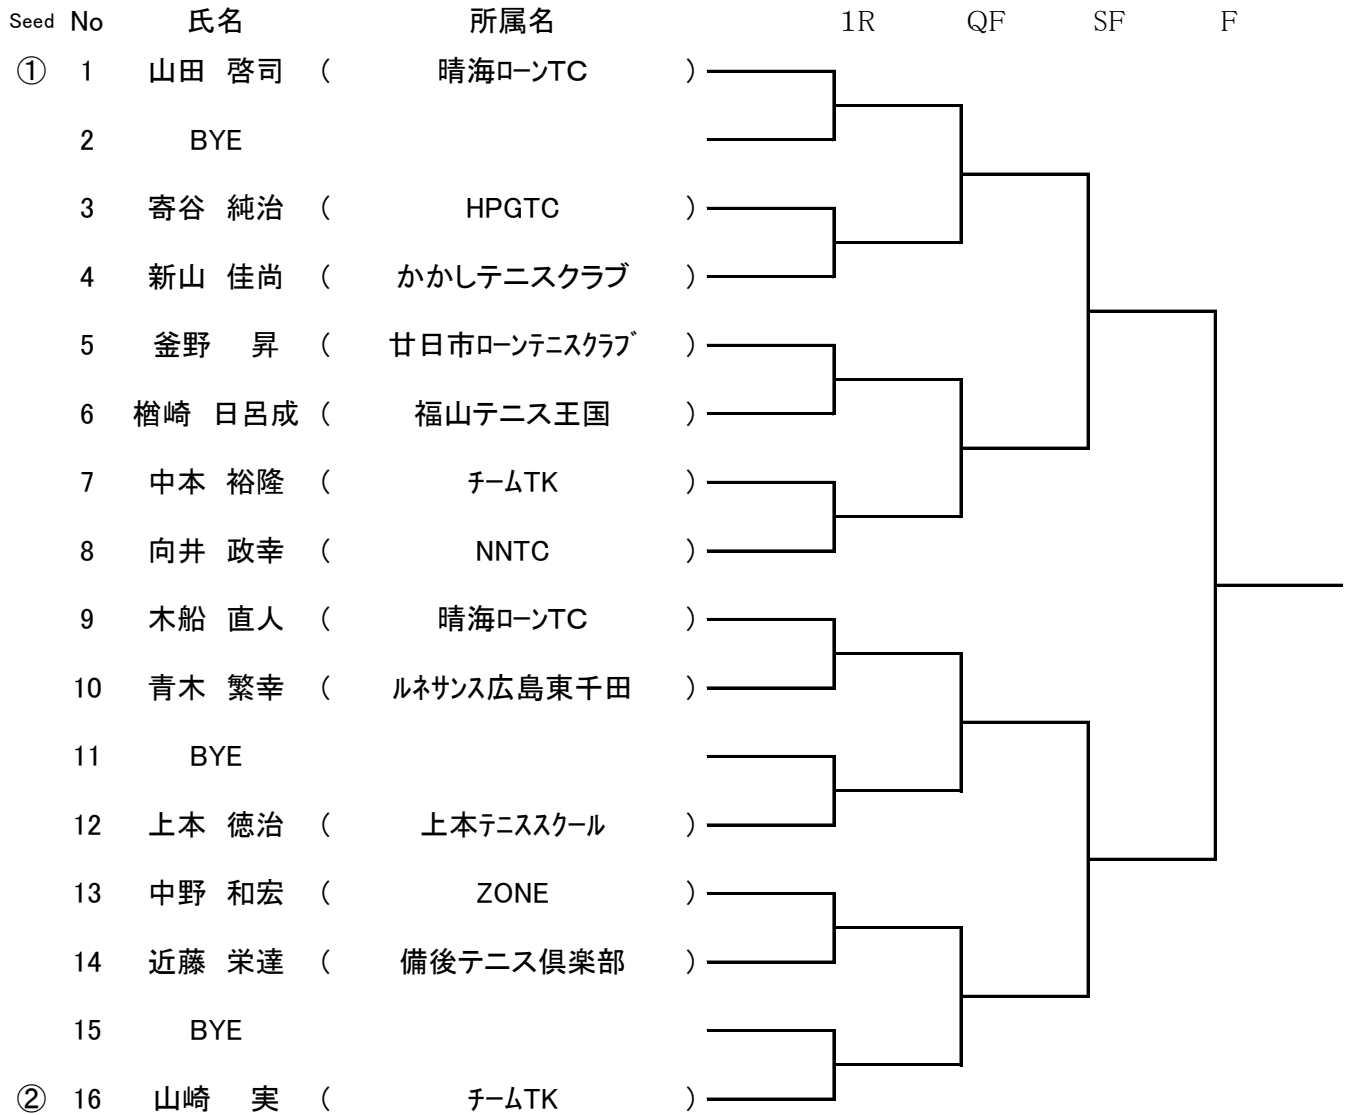 Seed No 氏名 所属名 1R QF SF F
① 1 山田 啓司 ( 晴海ﾛｰﾝTC )
2 BYE
3 寄谷 純治 ( HPGTC )
4 新山 佳尚 ( かかしテニスクラブ )
5 釜野 昇 ( 廿日市ﾛｰﾝﾃﾆｽｸﾗﾌﾞ )
6 楢崎 日呂成 ( 福山テニス王国 )
7 中本 裕隆 ( ﾁｰﾑTK )
8 向井 政幸 ( NNTC )
9 木船 直人 ( 晴海ﾛｰﾝTC )
10 青木 繁幸 ( ﾙﾈｻﾝｽ広島東千田 )
11 BYE
12 上本 徳治 ( 上本ﾃﾆｽｽｸｰﾙ )
13 中野 和宏 ( ZONE )
14 近藤 栄達 ( 備後テニス倶楽部 )
15 BYE
② 16 山崎 実 ( ﾁｰﾑTK )